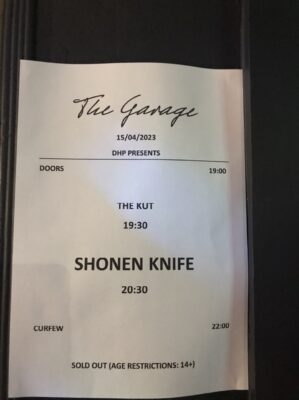 The Garage
15/04/2023
DHP PRESENTS
DOORS 19:00
THE KUT
19:30
SHONEN KNIFE
20:30
CURFEW 22:00
SOLD OUT (AGE RESTRICTIONS: 14+)